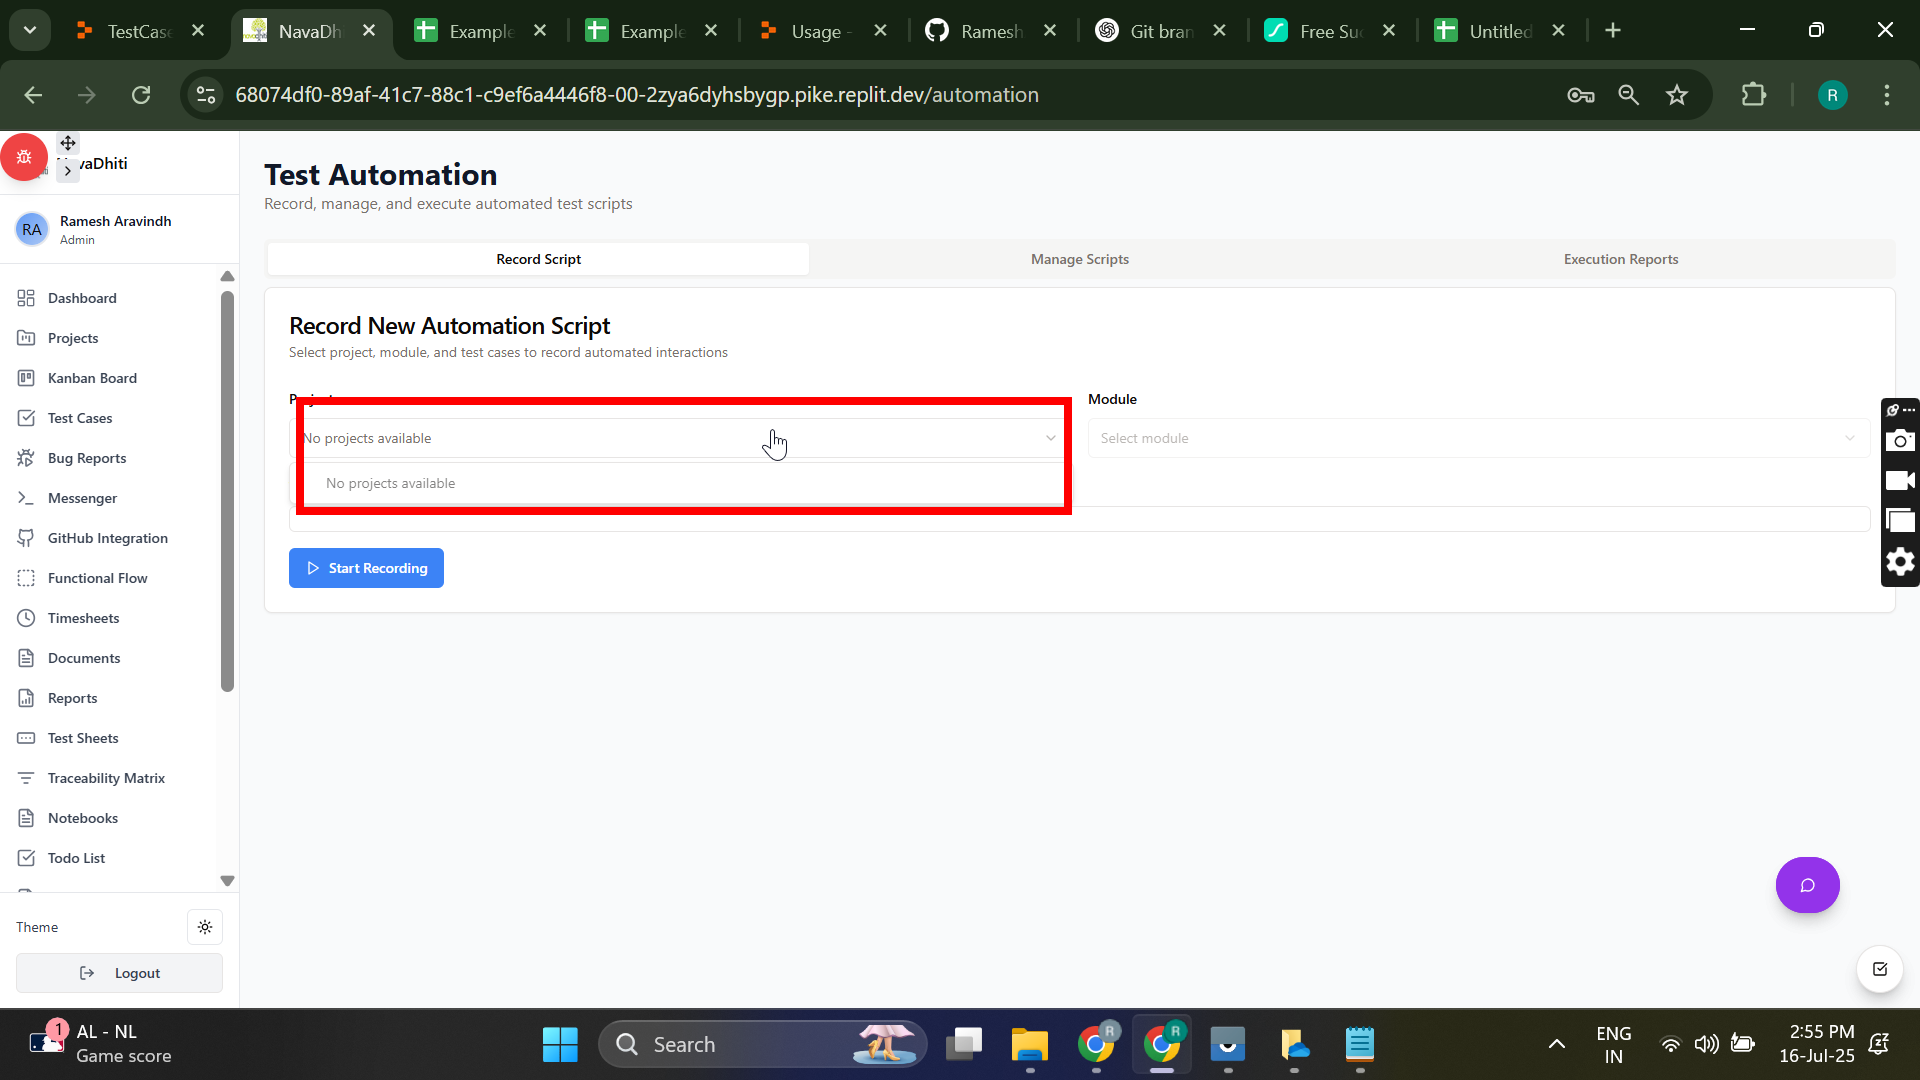 TestCase
NavaDh
Example
Example
Usage -
Ramesh
Git bran
Free Su
Untitled
68074df0-89af-41c7-88c1-c9ef6a4446f8-00-2zya6dyhsbygp.pike.replit.dev/automation
R
vaDhiti
RA
Ramesh Aravindh
Admin
Dashboard
Projects
Kanban Board
Test Cases
Bug Reports
Messenger
GitHub Integration
Functional Flow
Timesheets
Documents
Reports
Test Sheets
Traceability Matrix
Notebooks
Todo List
Theme
Logout
Test Automation
Record, manage, and execute automated test scripts
Record Script
Manage Scripts
Execution Reports
Record New Automation Script
Select project, module, and test cases to record automated interactions
Project
Module
No projects available
Select module
No projects available
Start Recording
1
AL - NL
Game score
Search
R
R
ENG
IN
2:55 PM
16-Jul-25